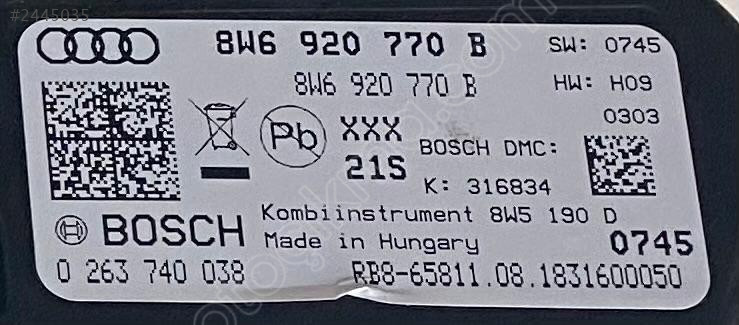 #2445035
8W6 920 770 B
SW: 0745
8W6 920 770 B
HW: H09
0303
Pb
XXX
21S
BOSCH DMC:
K: 316834
BOSCH
Kombiinstrument 8W5 190 D
Made in Hungary
0745
0 263 740 038
RB8-65811.08.1831600050